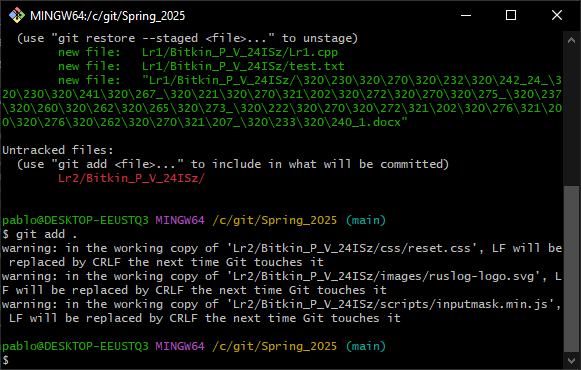 MINGW64:/c/git/Spring_2025
(use "git restore --staged <file>..." to unstage)
new file:   Lr1/Bitkin_P_V_24ISz/Lr1.cpp
new file:   Lr1/Bitkin_P_V_24ISz/test.txt
new file:   "Lr1/Bitkin_P_V_24ISz/\320\230\320\270\320\232\320\242_24_\3
20\230\320\241\320\267_\320\221\320\270\321\202\320\272\320\270\320\275_\320\237
\320\260\320\262\320\265\320\273_\320\222\320\270\320\272\321\202\320\276\321\20
0\320\276\320\262\320\270\321\207_\320\233\320\240_1.docx"
Untracked files:
(use "git add <file>..." to include in what will be committed)
Lr2/Bitkin_P_V_24ISz/
pablo@DESKTOP-EEUSTQ3 MINGW64 /c/git/Spring_2025 (main)
$ git add .
warning: in the working copy of 'Lr2/Bitkin_P_V_24ISz/css/reset.css', LF will be
replaced by CRLF the next time Git touches it
warning: in the working copy of 'Lr2/Bitkin_P_V_24ISz/images/ruslog-logo.svg', L
F will be replaced by CRLF the next time Git touches it
warning: in the working copy of 'Lr2/Bitkin_P_V_24ISz/scripts/inputmask.min.js',
LF will be replaced by CRLF the next time Git touches it
pablo@DESKTOP-EEUSTQ3 MINGW64 /c/git/Spring_2025 (main)
$